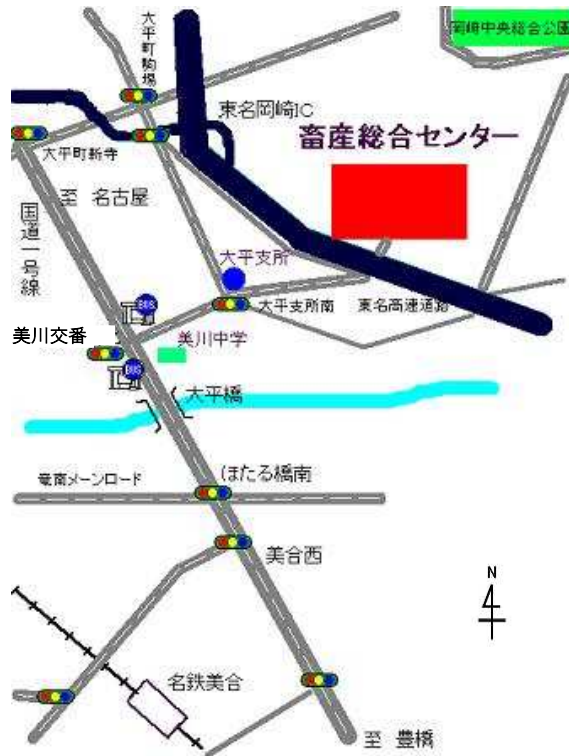 岡崎中央総合公園
大平町駒場
東名岡崎IC
畜産総合センター
大平町新寺
至 名古屋
国道一号線
大平支所
大平支所南
東名高速道路
BUS
美川交番
美川中学
BUS
大平橋
竜南メーンロード
ほたる橋南
美合西
N
名鉄美合
至 豊橋